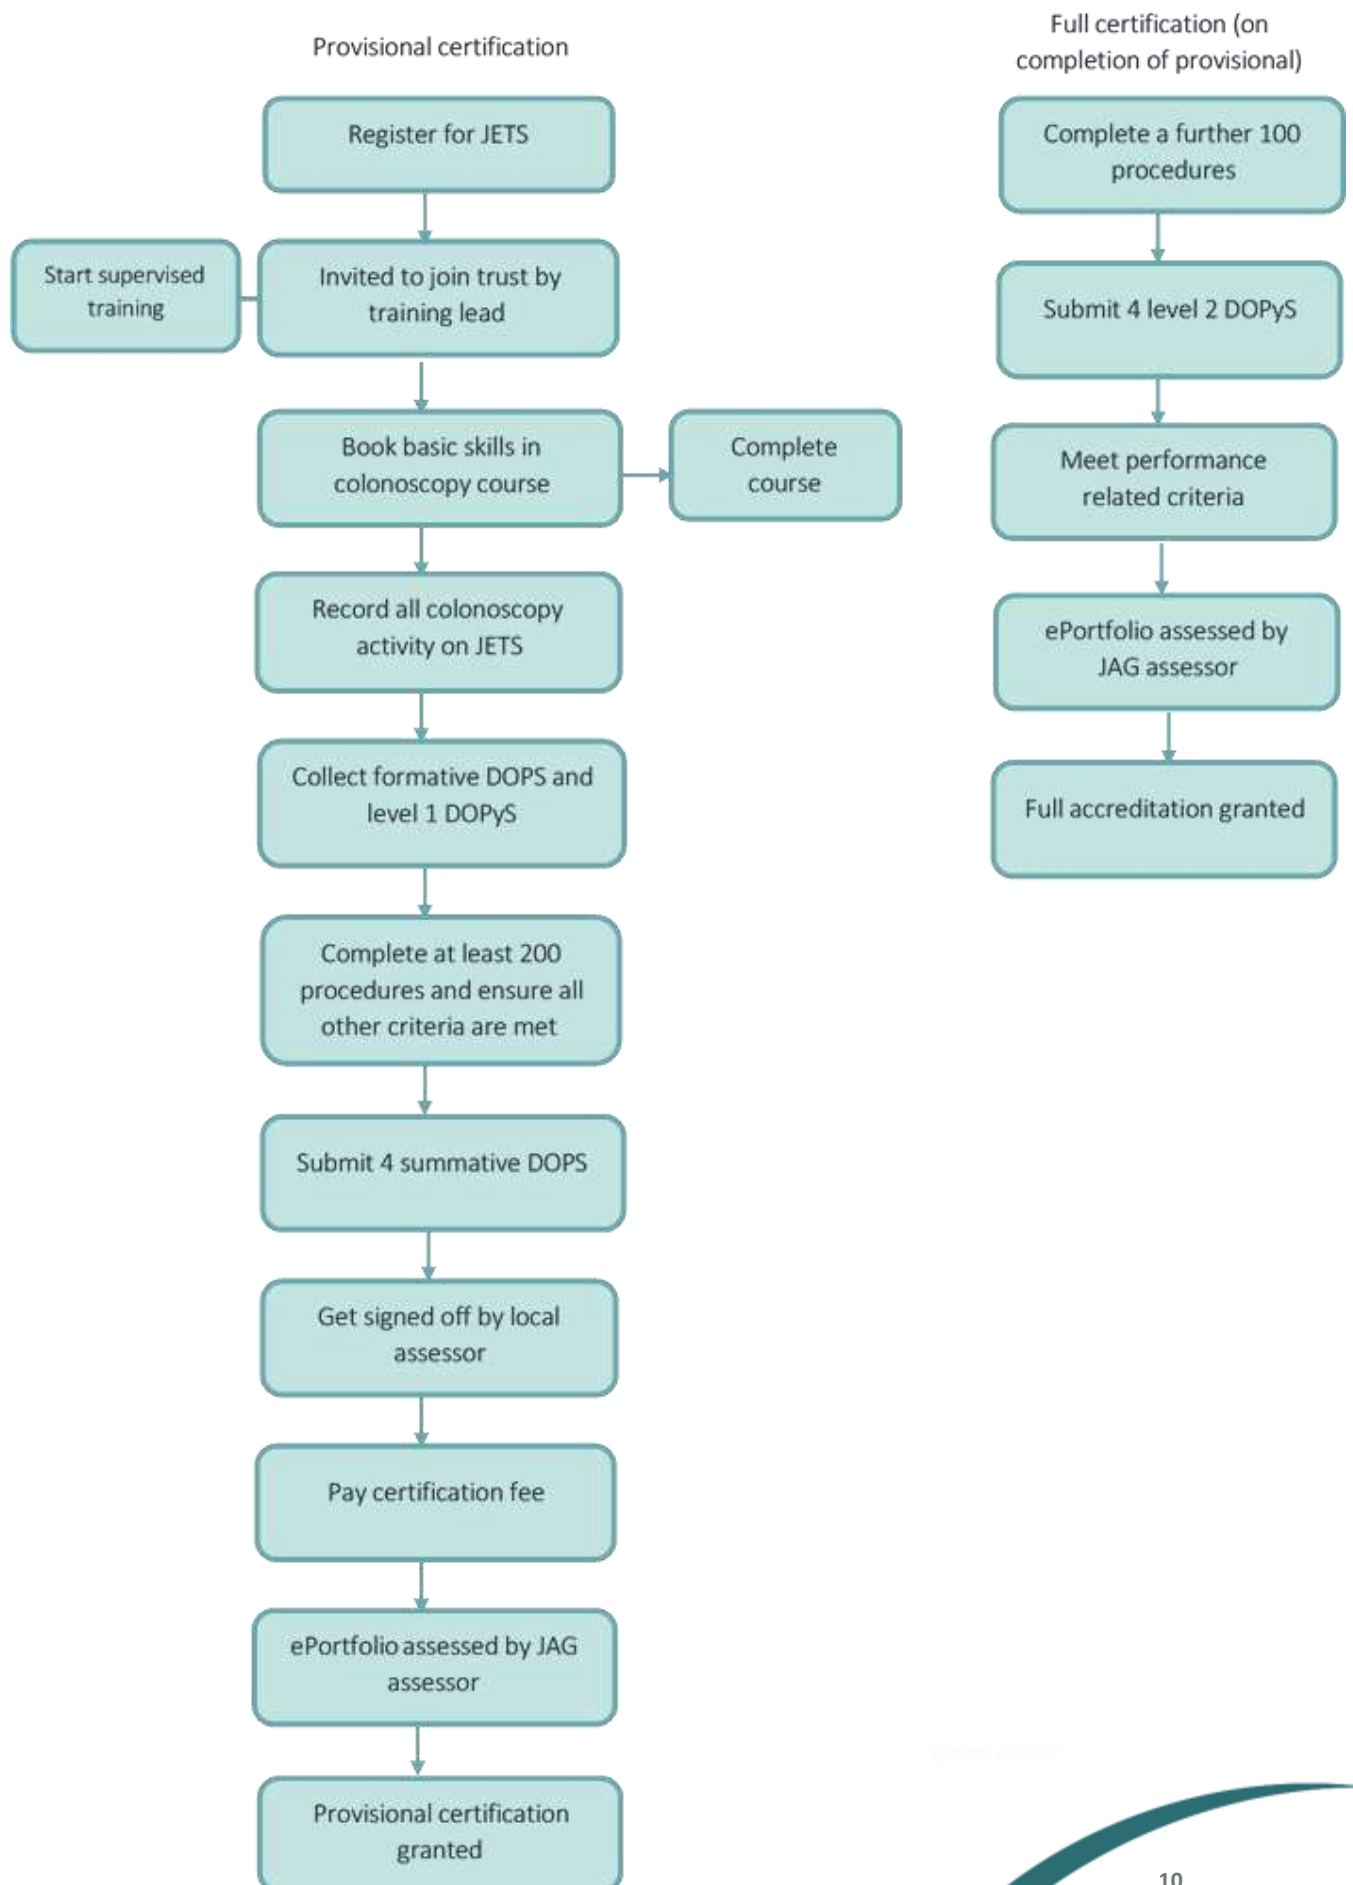 Provisional certification
Register for JETS
Start supervised
training
Invited to join trust by
training lead
Book basic skills in
colonoscopy course
Complete
course
Record all colonoscopy
activity on JETS
Collect formative DOPS and
level 1 DOPyS
Complete at least 200
procedures and ensure all
other criteria are met
Submit 4 summative DOPS
Get signed off by local
assessor
Pay certification fee
ePortfolio assessed by JAG
assessor
Provisional certification
granted
Full certification (on
completion of provisional)
Complete a further 100
procedures
Submit 4 level 2 DOPyS
Meet performance
related criteria
ePortfolio assessed by
JAG assessor
Full accreditation granted
10